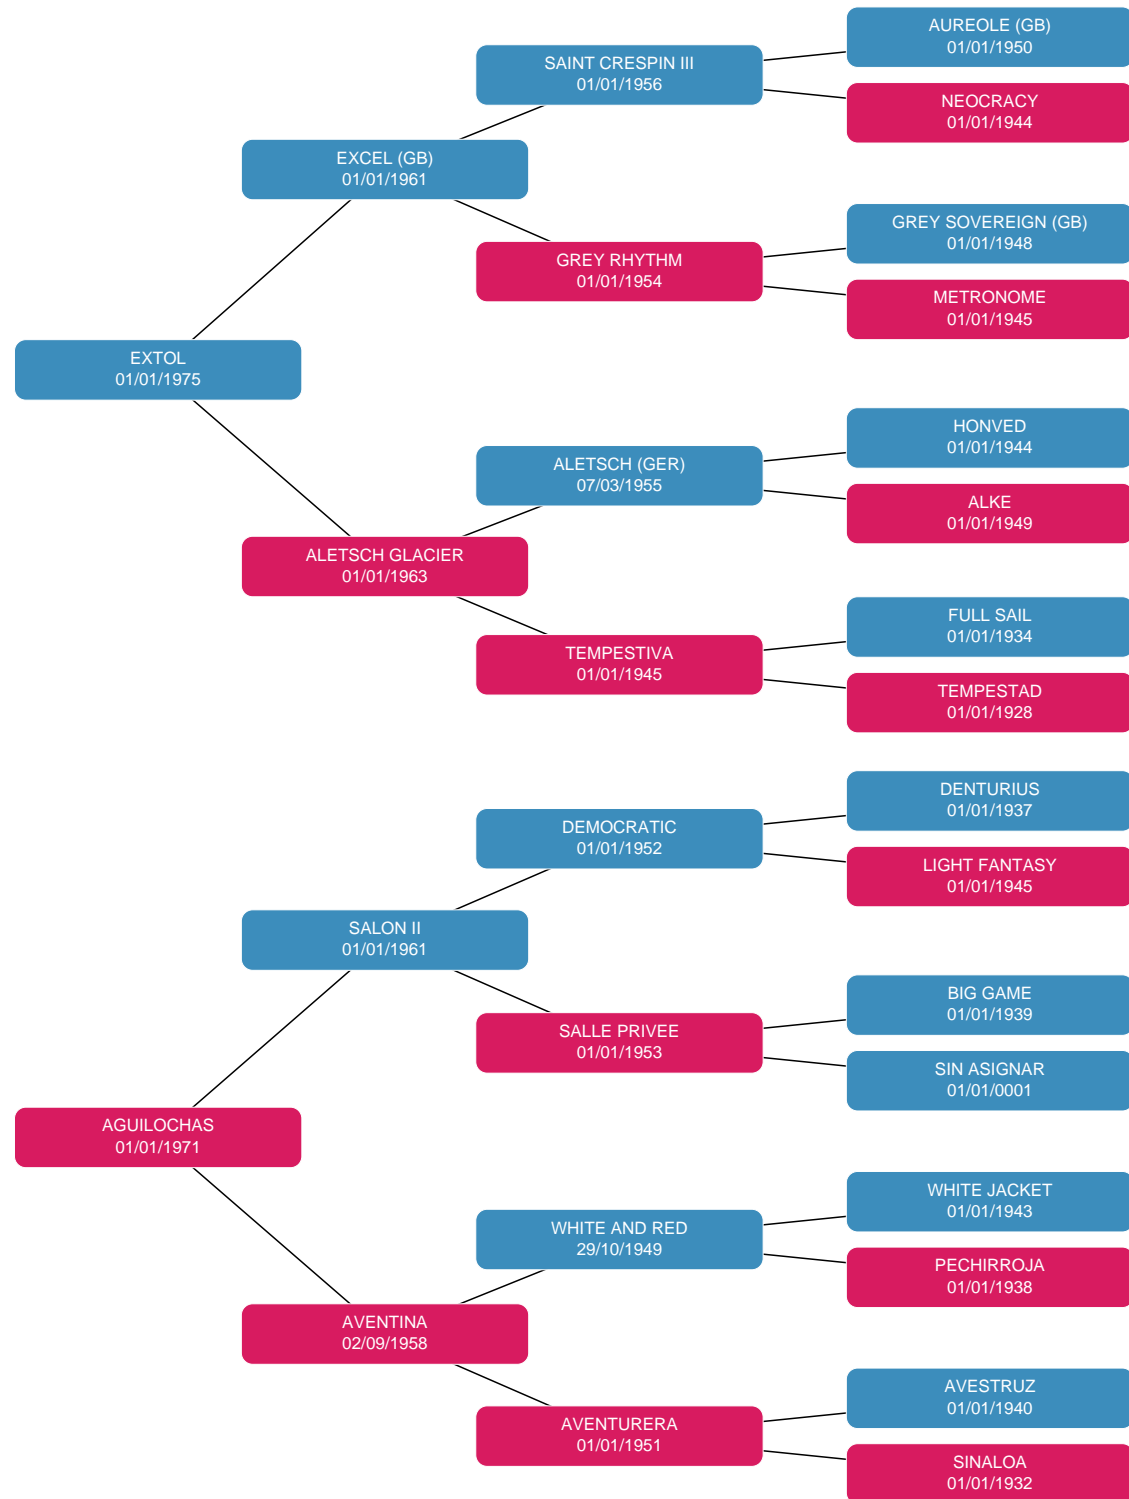 AUREOLE (GB)
01/01/1950
SAINT CRESPIN III
01/01/1956
NEOCRACY
01/01/1944
EXCEL (GB)
01/01/1961
GREY SOVEREIGN (GB)
01/01/1948
GREY RHYTHM
01/01/1954
METRONOME
01/01/1945
EXTOL
01/01/1975
HONVED
01/01/1944
ALETSCH (GER)
07/03/1955
ALKE
01/01/1949
ALETSCH GLACIER
01/01/1963
FULL SAIL
01/01/1934
TEMPESTIVA
01/01/1945
TEMPESTAD
01/01/1928
DENTURIUS
01/01/1937
DEMOCRATIC
01/01/1952
LIGHT FANTASY
01/01/1945
SALON II
01/01/1961
BIG GAME
01/01/1939
SALLE PRIVEE
01/01/1953
SIN ASIGNAR
01/01/0001
AGUILOCHAS
01/01/1971
WHITE JACKET
01/01/1943
WHITE AND RED
29/10/1949
PECHIRROJA
01/01/1938
AVENTINA
02/09/1958
AVESTRUZ
01/01/1940
AVENTURERA
01/01/1951
SINALOA
01/01/1932